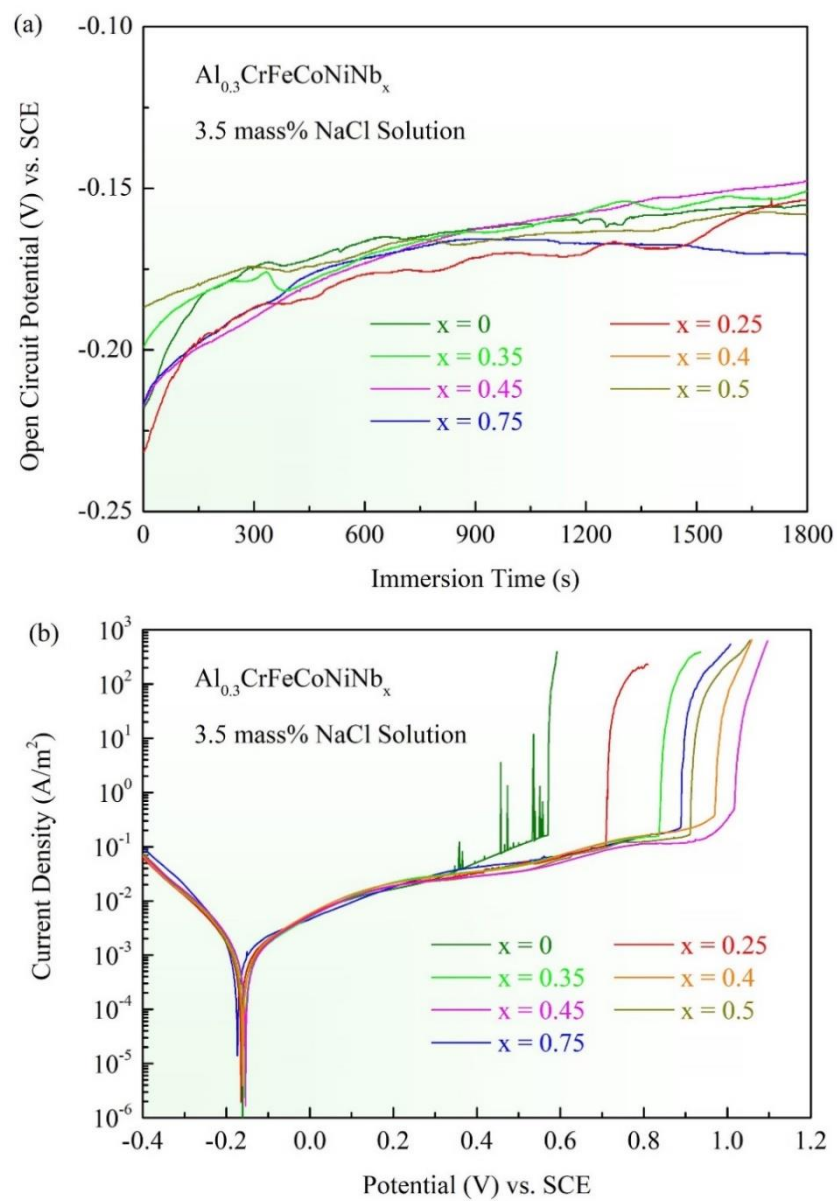 (a)
-0.10
-0.15
-0.20
-0.25
Open Circuit Potential (V) vs. SCE
Al0.3CrFeCoNiNbx
3.5 mass% NaCl Solution
x = 0 x = 0.25
x = 0.35 x = 0.4
x = 0.45 x = 0.5
x = 0.75
0 300 600 900 1200 1500 1800
Immersion Time (s)
(b)
10^3
10^2
10^1
10^0
10^-1
10^-2
10^-3
10^-4
10^-5
10^-6
Current Density (A/m^2)
Al0.3CrFeCoNiNbx
3.5 mass% NaCl Solution
x = 0 x = 0.25
x = 0.35 x = 0.4
x = 0.45 x = 0.5
x = 0.75
-0.4 -0.2 0.0 0.2 0.4 0.6 0.8 1.0 1.2
Potential (V) vs. SCE